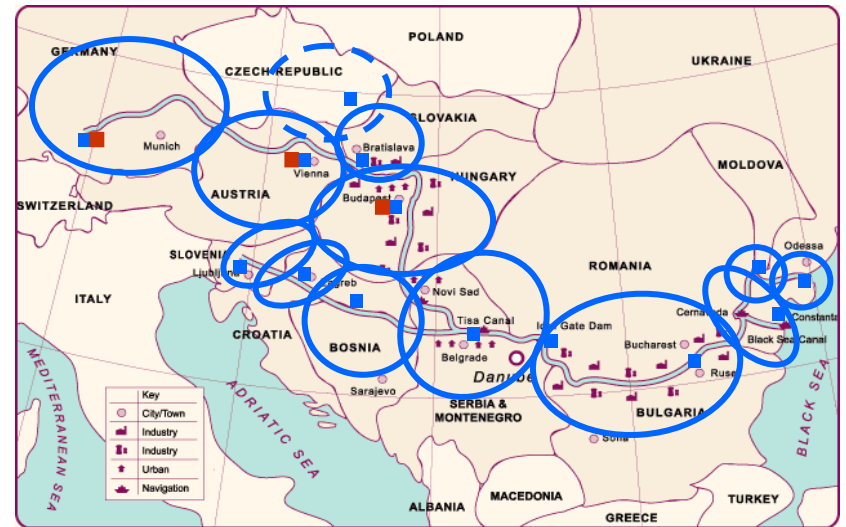 POLAND
GERMANY
UKRAINE
CZECH REPUBLIC
SLOVAKIA
Munich
Bratislava
Vienna
MOLDOVA
HUNGARY
AUSTRIA
Budapest
SWITZERLAND
Odessa
SLOVENIA
Ljubljana
ROMANIA
Zagreb
Novi Sad
ITALY
Cernavoda
Constanta
Tisa Canal
Iron Gate Dam
CROATIA
Black Sea Canal
BOSNIA
Bucharest
Belgrade
Danube
Ruse
Sarajevo
MEDITERRANEAN SEA
ADRIATIC SEA
BLACK SEA
SERBIA &
MONTENEGRO
BULGARIA
Key
City/Town
Industry
Industry
Urban
Navigation
Sofia
MACEDONIA
TURKEY
ALBANIA
GREECE